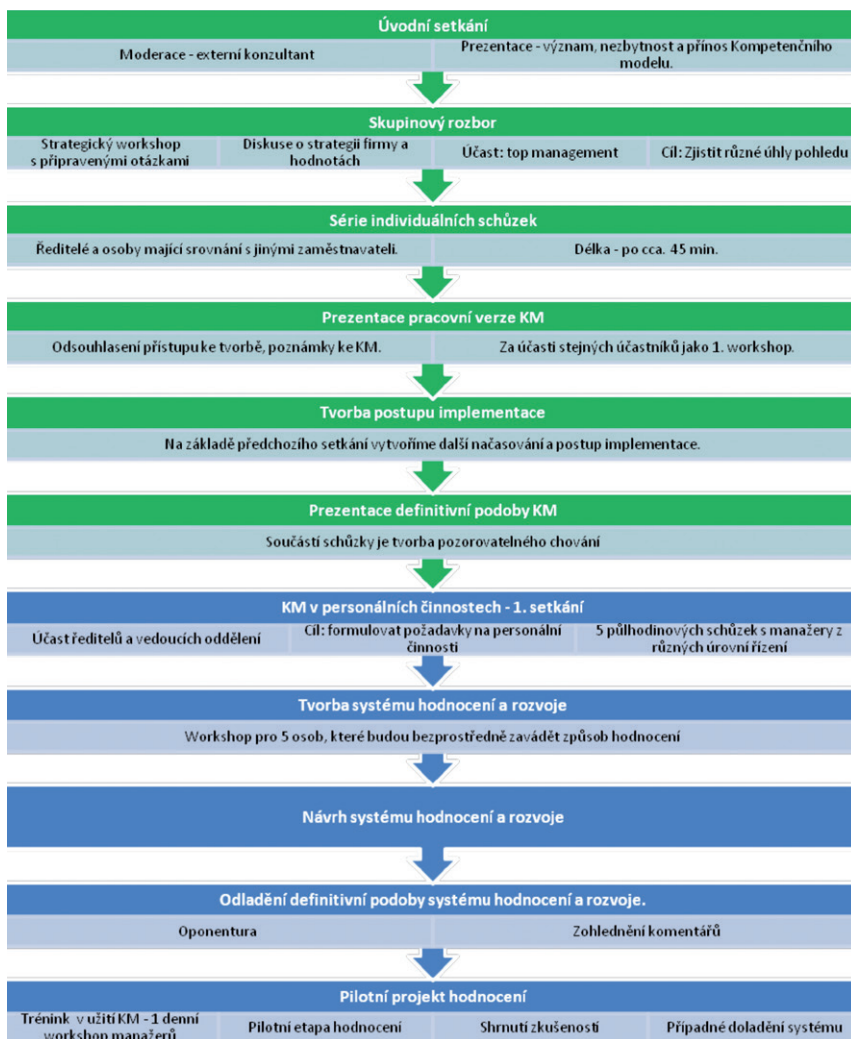 Úvodní setkání
Moderace - externí konzultant
Prezentace - význam, nezbytnost a přínos Kompetenčního
modelu.
Skupinový rozbor
Strategický workshop
s připravenými otázkami
Diskuse o strategii firmy a
hodnotách
Účast: top management
Cíl: Zjistit různé úhly pohledu
Série individuálních schůzek
Ředitelé a osoby mající srovnání s jinými zaměstnavateli.
Délka - po cca. 45 min.
Prezentace pracovní verze KM
Odsouhlasení přístupu ke tvorbě, poznámky ke KM.
Za účasti stejných účastníků jako 1. workshop.
Tvorba postupu implementace
Na základě předchozího setkání vytvoříme další načasování a postup implementace.
Prezentace definitivní podoby KM
Součástí schůzky je tvorba pozorovatelného chování
KM v personálních činnostech - 1. setkání
Účast ředitelů a vedoucích oddělení
Cíl: formulovat požadavky na personální
činnosti
5 půlhodinových schůzek s manažery z
různých úrovní řízení
Tvorba systému hodnocení a rozvoje
Workshop pro 5 osob, které budou bezprostředně zavádět způsob hodnocení
Návrh systému hodnocení a rozvoje
Odladění definitivní podoby systému hodnocení a rozvoje.
Oponentura
Zohlednění komentářů
Pilotní projekt hodnocení
Trénink v užití KM - 1 denní
workshop manažerů
Pilotní etapa hodnocení
Shrnutí zkušeností
Případné doladění systému